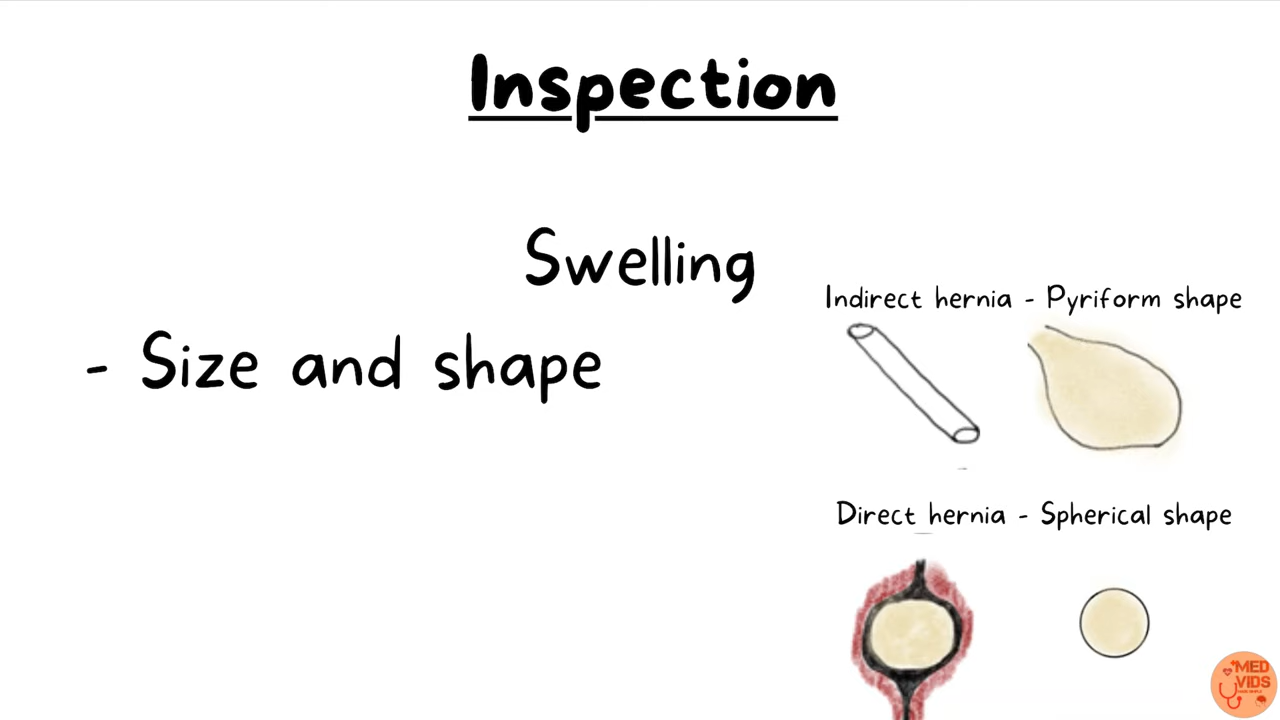 Inspection
Swelling
- Size and shape
Indirect hernia - Pyriform shape
Direct hernia - Spherical shape
MED
VIDS